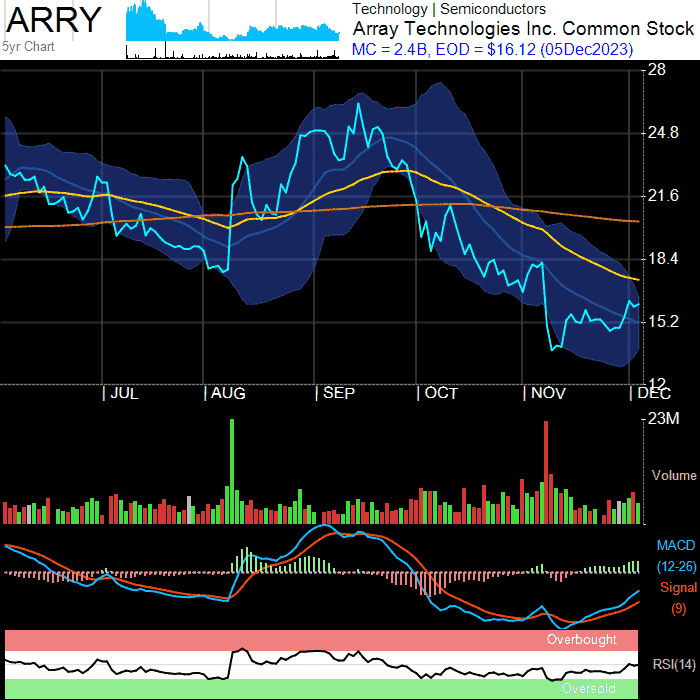 ARRY
5yr Chart
Technology | Semiconductors
Array Technologies Inc. Common Stock
MC = 2.4B, EOD = $16.12 (05Dec2023)
28
24.8
21.6
18.4
15.2
12
| JUL | AUG | SEP | OCT | NOV | DEC
23M
Volume
MACD
(12-26)
Signal
(9)
Overbought
RSI(14)
Oversold